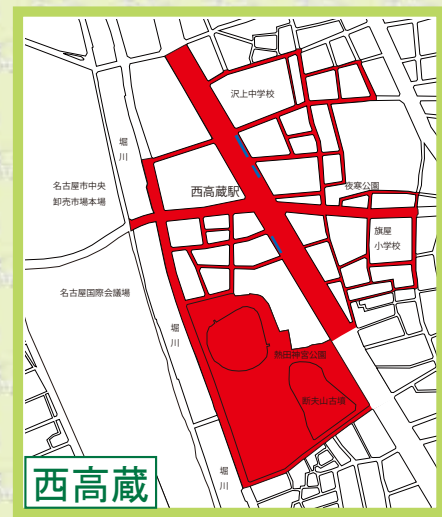 沢上中学校
堀
川
名古屋市中央
卸売市場本場
西高蔵駅
夜寒公園
旗屋
小学校
名古屋国際会議場
堀
川
熱田神宮公園
断夫山古墳
堀
川
西高蔵